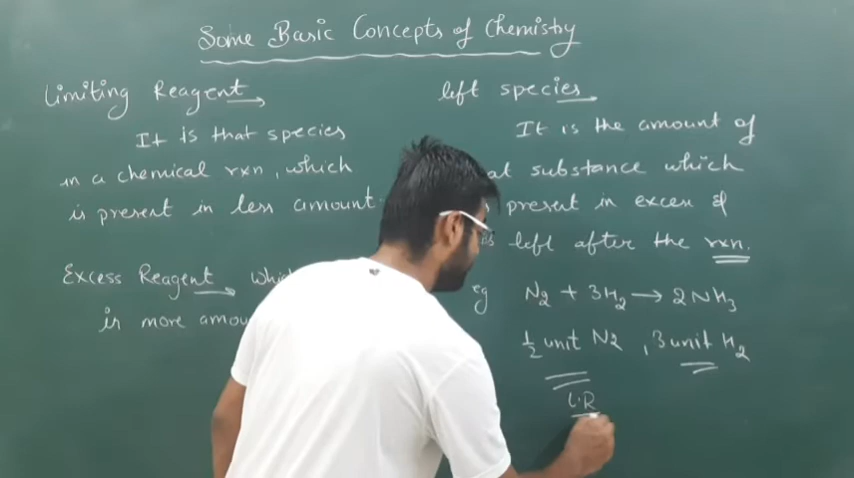 Some Basic Concepts of Chemistry
Limiting Reagent
It is that species
in a chemical rxn, which
is present in less amount.
Excess Reagent
is more
left species
It is the amount of
substance which
present in excess &
left after the rxn.
eg N₂ + 3H₂ → 2NH₃
½ unit N₂ , 3 unit H₂
L.R